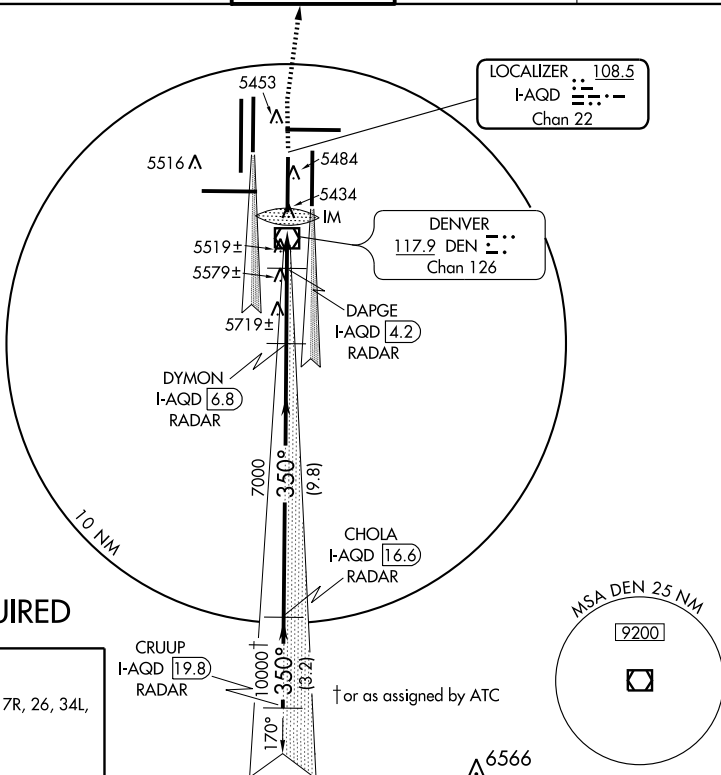 5453
LOCALIZER 108.5
I-AQD
Chan 22
5516
5484
5434
IM
DENVER
117.9 DEN
Chan 126
5519±
5579±
5719±
DAPGE
I-AQD 4.2
RADAR
DYMON
I-AQD 6.8
RADAR
7000
350°
(9.8)
10 NM
CHOLA
I-AQD 16.6
RADAR
UIRED
MSA DEN 25 NM
9200
CRUUP
I-AQD 19.8
RADAR
10000†
350°
(3.2)
† or as assigned by ATC
7R, 26, 34L,
170°
6566